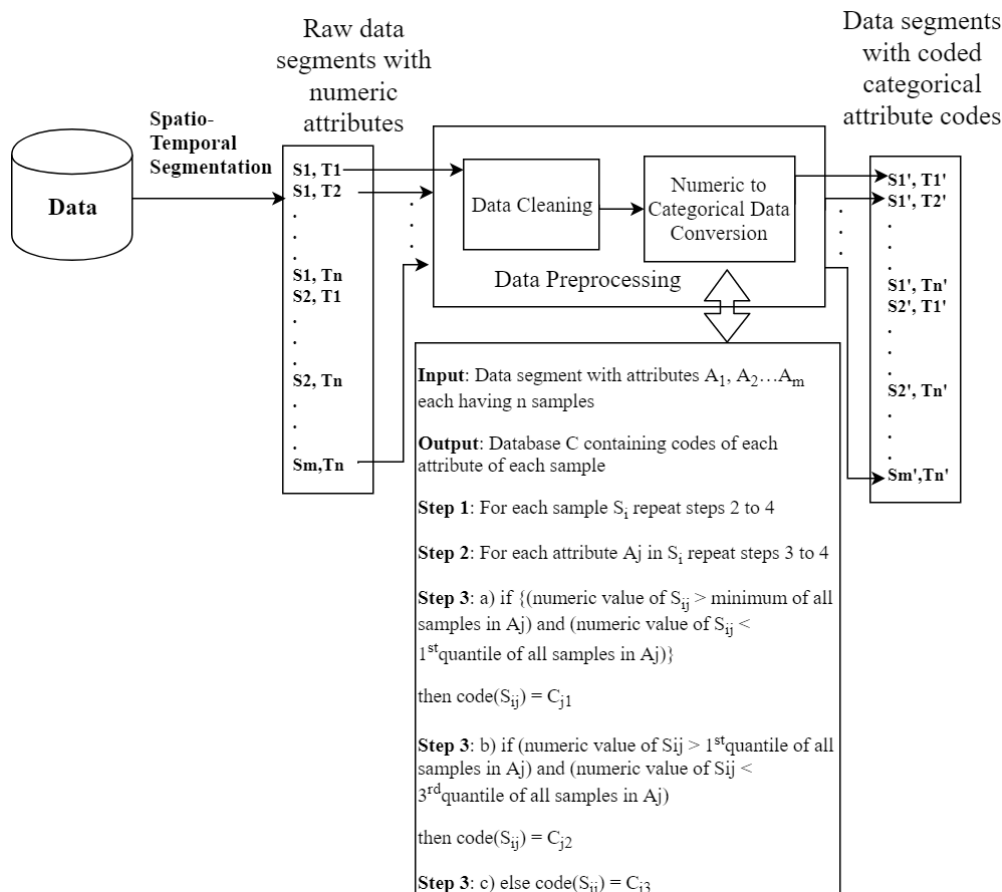 Raw data
segments with
numeric
attributes
Data segments
with coded
categorical
attribute codes
Spatio-
Temporal
Segmentation
Data
S1, T1
S1, T2
.
.
.
S1, Tn
S2, T1
.
.
.
.
S2, Tn
.
.
.
.
Sm,Tn
.
.
.
Data Cleaning
Numeric to
Categorical Data
Conversion
Data Preprocessing
.
.
.
S1', T1'
S1', T2'
.
.
.
.
S1', Tn'
S2', T1'
.
.
.
S2', Tn'
.
.
.
Sm',Tn'
Input: Data segment with attributes A1, A2...Am
each having n samples
Output: Database C containing codes of each
attribute of each sample
Step 1: For each sample Si repeat steps 2 to 4
Step 2: For each attribute Aj in Si repeat steps 3 to 4
Step 3: a) if {(numeric value of Sij > minimum of all
samples in Aj) and (numeric value of Sij <
1st quantile of all samples in Aj)}
then code(Sij) = Cj1
Step 3: b) if (numeric value of Sij > 1st quantile of all
samples in Aj) and (numeric value of Sij <
3rd quantile of all samples in Aj)
then code(Sij) = Cj2
Step 3: c) else code(Sij) = Cj3